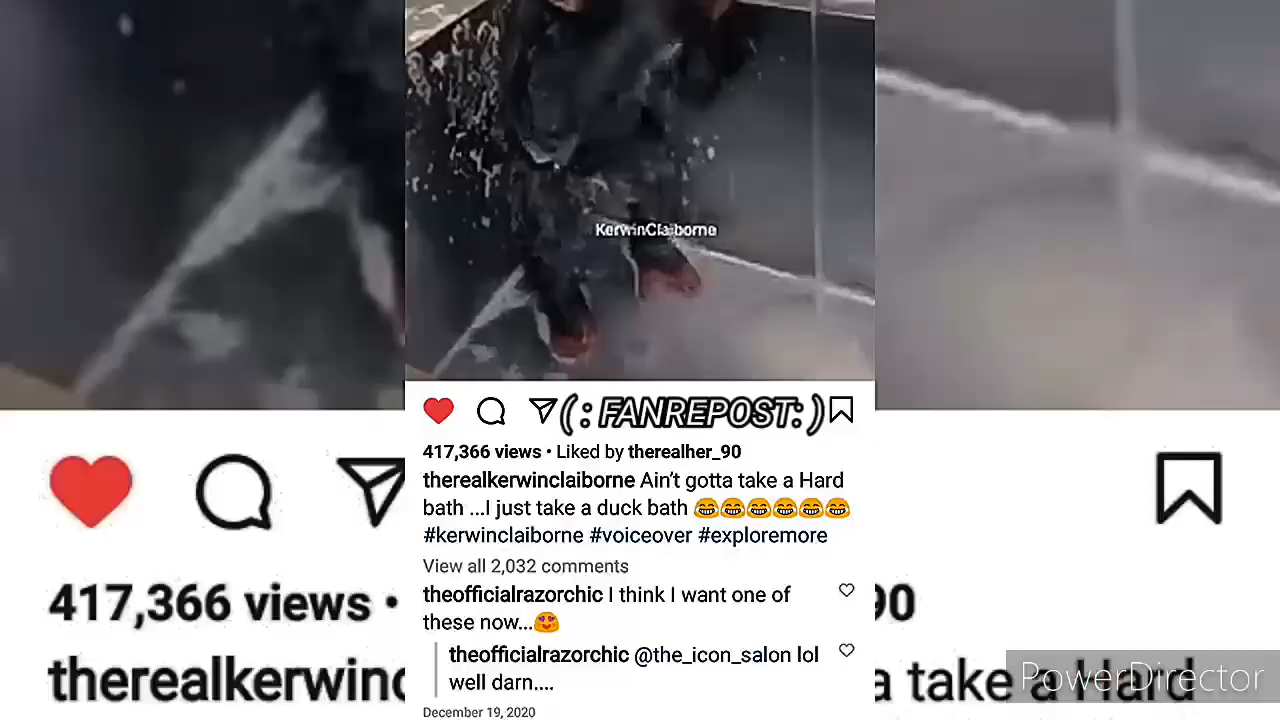 KerwinClaiborne
(: FANREPOST: )
417,366 views • Liked by therealher_90
therealkerwinclaiborne Ain't gotta take a Hard
bath ...I just take a duck bath 😂😂😂😂😂😂
#kerwinclaiborne #voiceover #exploremore
View all 2,032 comments
theofficialrazorchic I think I want one of
these now...😍
theofficialrazorchic @the_icon_salon lol
well darn....
December 19, 2020
417,366 views •
90
therealkerwinc
a take a Hard
PowerDirector